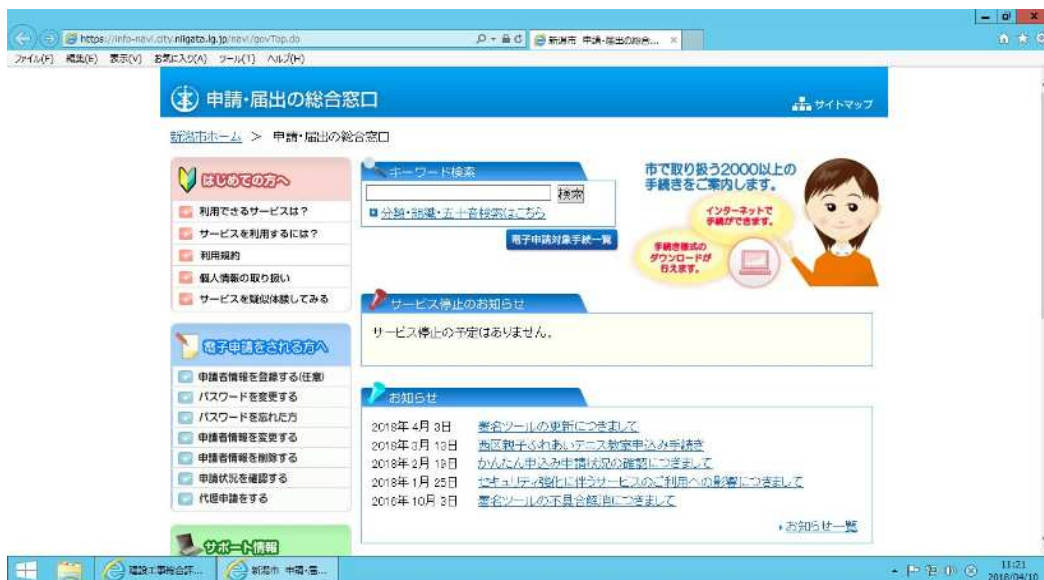 https://info-navi.city.niigata.lg.jp/navi/govTop.do
新潟市 申請・届出の総合...
ファイル(F) 編集(E) 表示(V) お気に入り(A) ツール(T) ヘルプ(H)
申請・届出の総合窓口
サイトマップ
新潟市ホーム > 申請・届出の総合窓口
はじめての方へ
利用できるサービスは？
サービスを利用するには？
利用規約
個人情報の取り扱い
サービスを疑似体験してみる
電子申請をされる方へ
申請者情報を登録する(任意)
パスワードを変更する
パスワードを忘れた方
申請者情報を変更する
申請者情報を削除する
申請状況を確認する
代理申請をする
サポート情報
キーワード検索
検索
分類・組織・五十音検索はこちら
電子申請対象手続一覧
市で取り扱う2000以上の
手続きをご案内します。
インターネットで
手続ができます。
手続き様式の
ダウンロードが
行えます。
サービス停止のお知らせ
サービス停止の予定はありません。
お知らせ
2018年 4月 3日 署名ツールの更新につきまして
2018年 3月 13日 西区親子ふれあいテニス教室申込み手続き
2018年 2月 19日 かんたん申込み申請状況の確認につきまして
2018年 1月 25日 セキュリティ強化に伴うサービスのご利用への影響につきまして
2016年 10月 3日 署名ツールの不具合解消につきまして
お知らせ一覧
建設工事総合評...
新潟市 申請・届...
11:21
2018/04/10